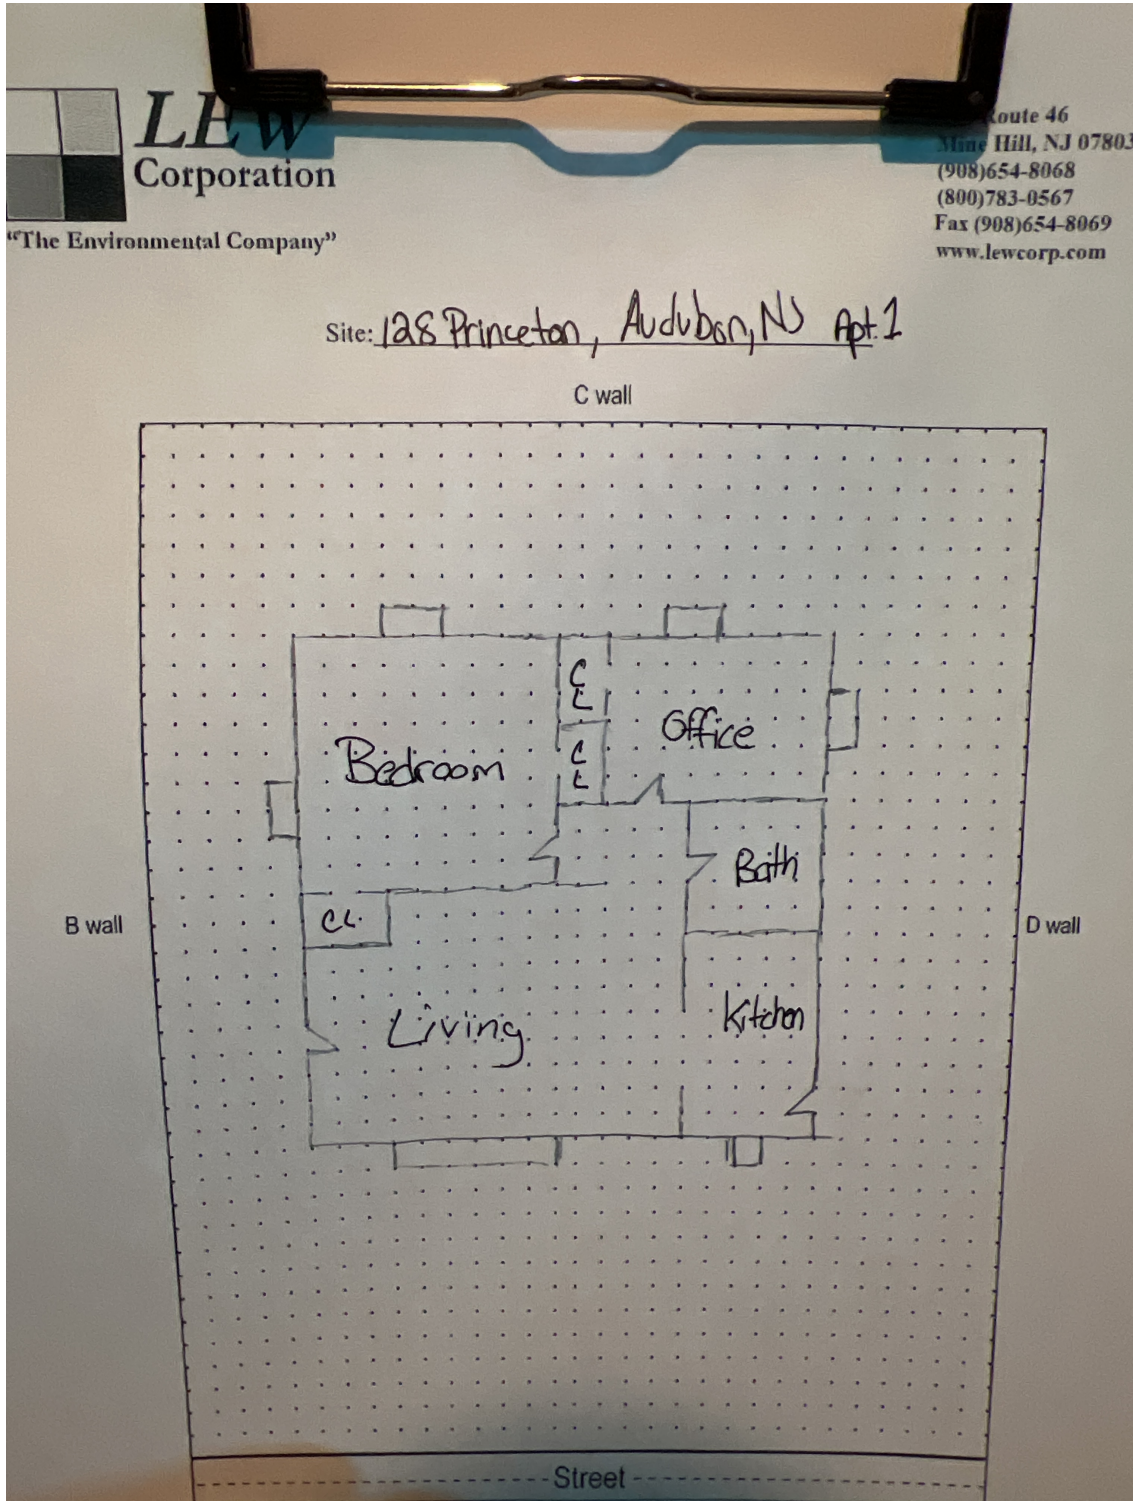 LEW
Corporation
"The Environmental Company"
Route 46
Mine Hill, NJ 07803
(908)654-8068
(800)783-0567
Fax (908)654-8069
www.lewcorp.com
Site: 128 Princeton, Audubon, NJ Apt. 1
C wall
CL
Office
Bedroom
CL
Bath
B wall
CL.
D wall
Living
Kitchen
Street